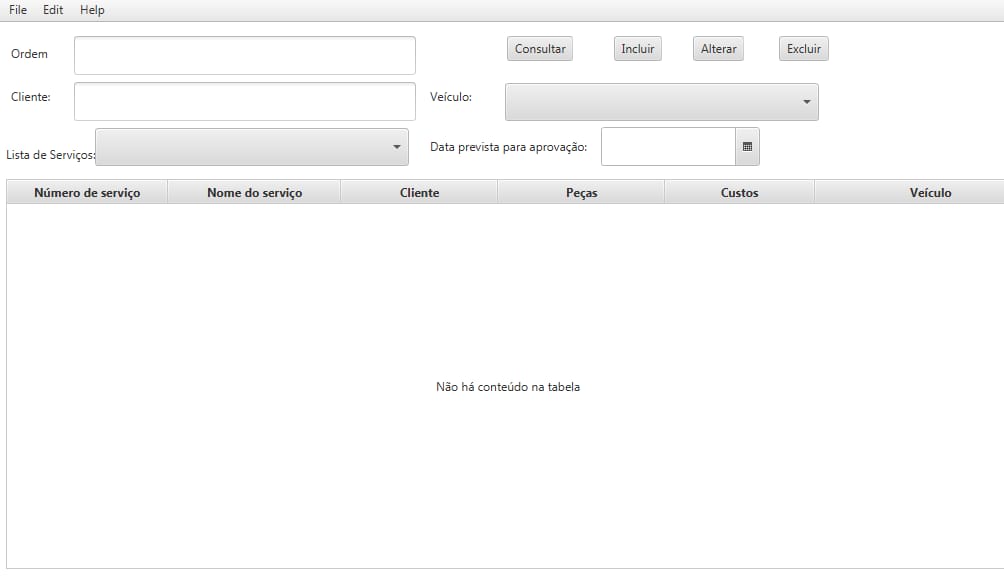 File Edit Help
Ordem Consultar Incluir Alterar Excluir
Cliente: Veículo:
Lista de Serviços: Data prevista para aprovação:
Número de serviço Nome do serviço Cliente Peças Custos Veículo
Não há conteúdo na tabela